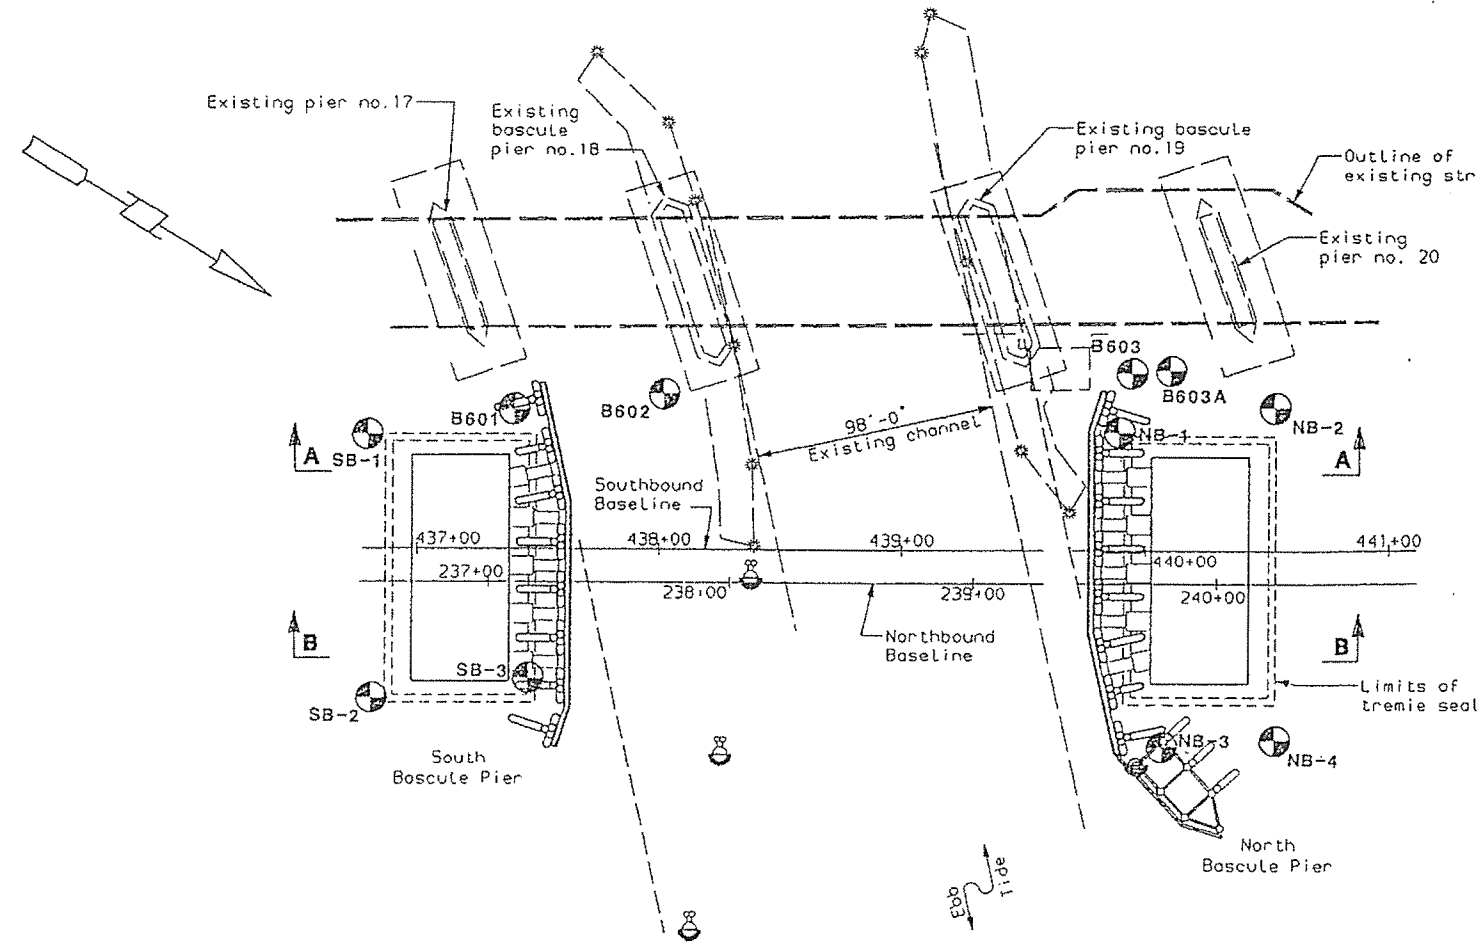 Existing pier no.17
Existing
bascule
pier no.18
Existing bascule
pier no.19
Outline of
existing str
Existing
pier no. 20
B603
B603A
B601
B602
98'-0"
Existing channel
NB-1
NB-2
SB-1
A
A
Southbound
Baseline
437+00
438+00
439+00
440+00
441+00
237+00
238+00
239+00
240+00
Northbound
Baseline
B
B
SB-3
SB-2
Limits of
tremie seal
South
Bascule Pier
NB-3
NB-4
North
Bascule Pier
Ebb
Tide